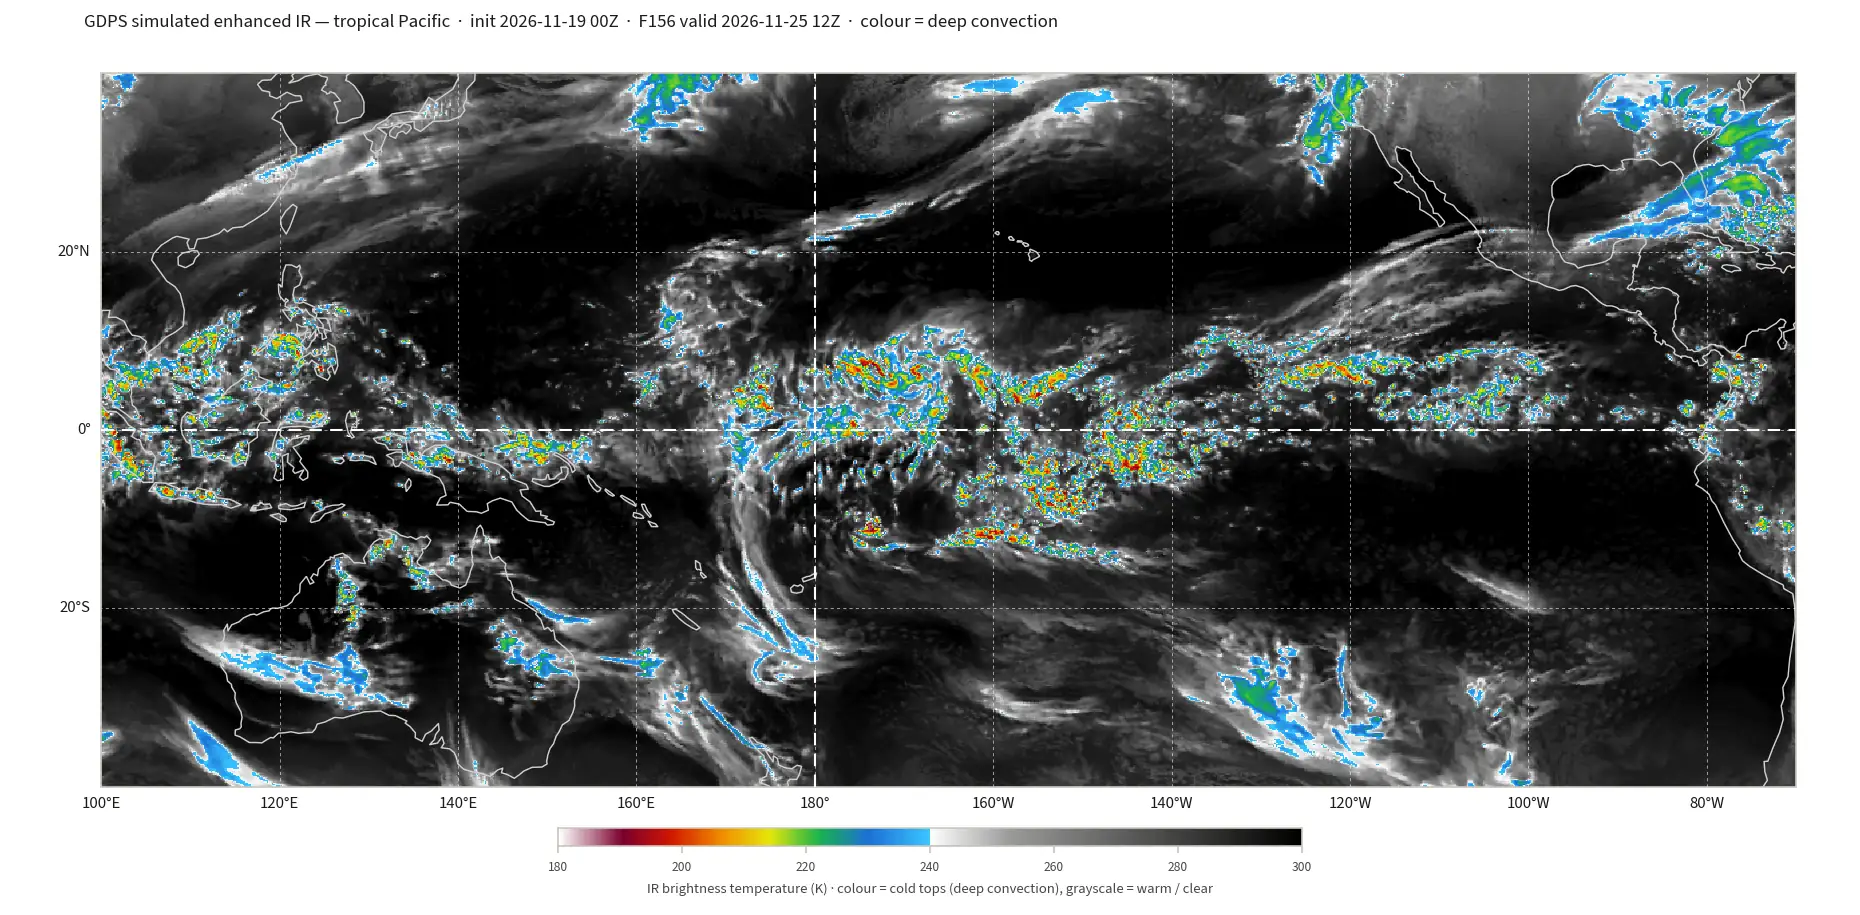 GDPS simulated enhanced IR — tropical Pacific · init 2026-11-19 00Z · F156 valid 2026-11-25 12Z · colour = deep convection
20°N
0°
20°S
100°E 120°E 140°E 160°E 180° 160°W 140°W 120°W 100°W 80°W
180 200 220 240 260 280 300
IR brightness temperature (K) · colour = cold tops (deep convection), grayscale = warm / clear